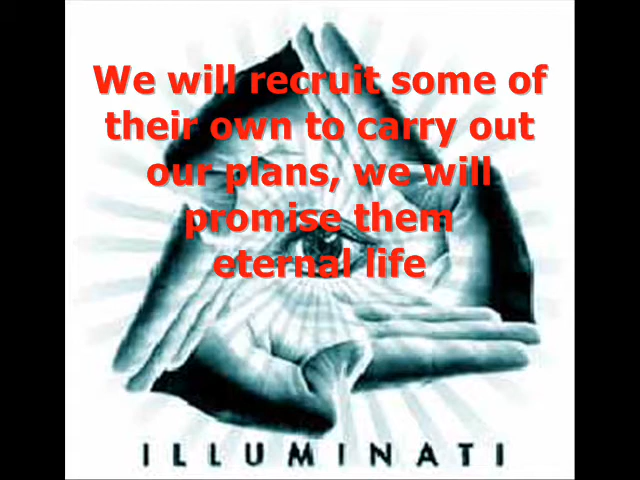 We will recruit some of
their own to carry out
our plans, we will
promise them
eternal life
ILLUMINATI